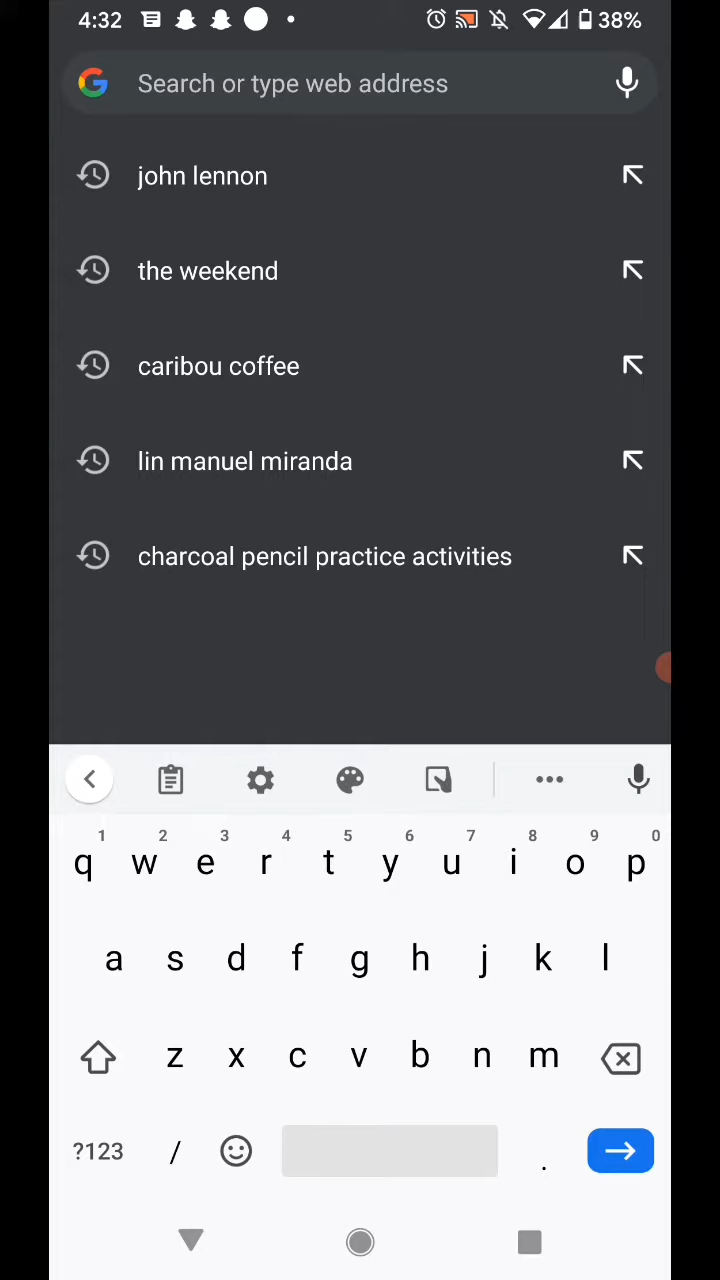 4:32 38%
Search or type web address
john lennon
the weekend
caribou coffee
lin manuel miranda
charcoal pencil practice activities
1 2 3 4 5 6 7 8 9 0
q w e r t y u i o p
a s d f g h j k l
z x c v b n m
?123 / .